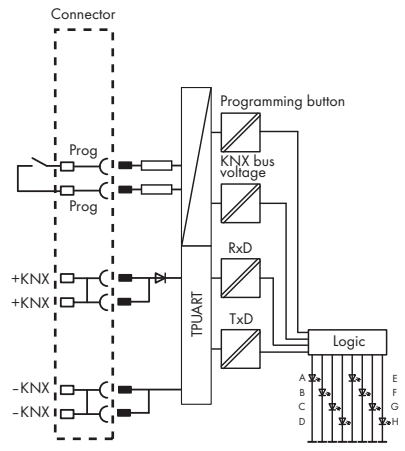 Connector
Programming button
Prog
KNX bus
voltage
Prog
RxD
+KNX
+KNX
TPUART
TxD
Logic
–KNX
–KNX
A E
B F
C G
D H